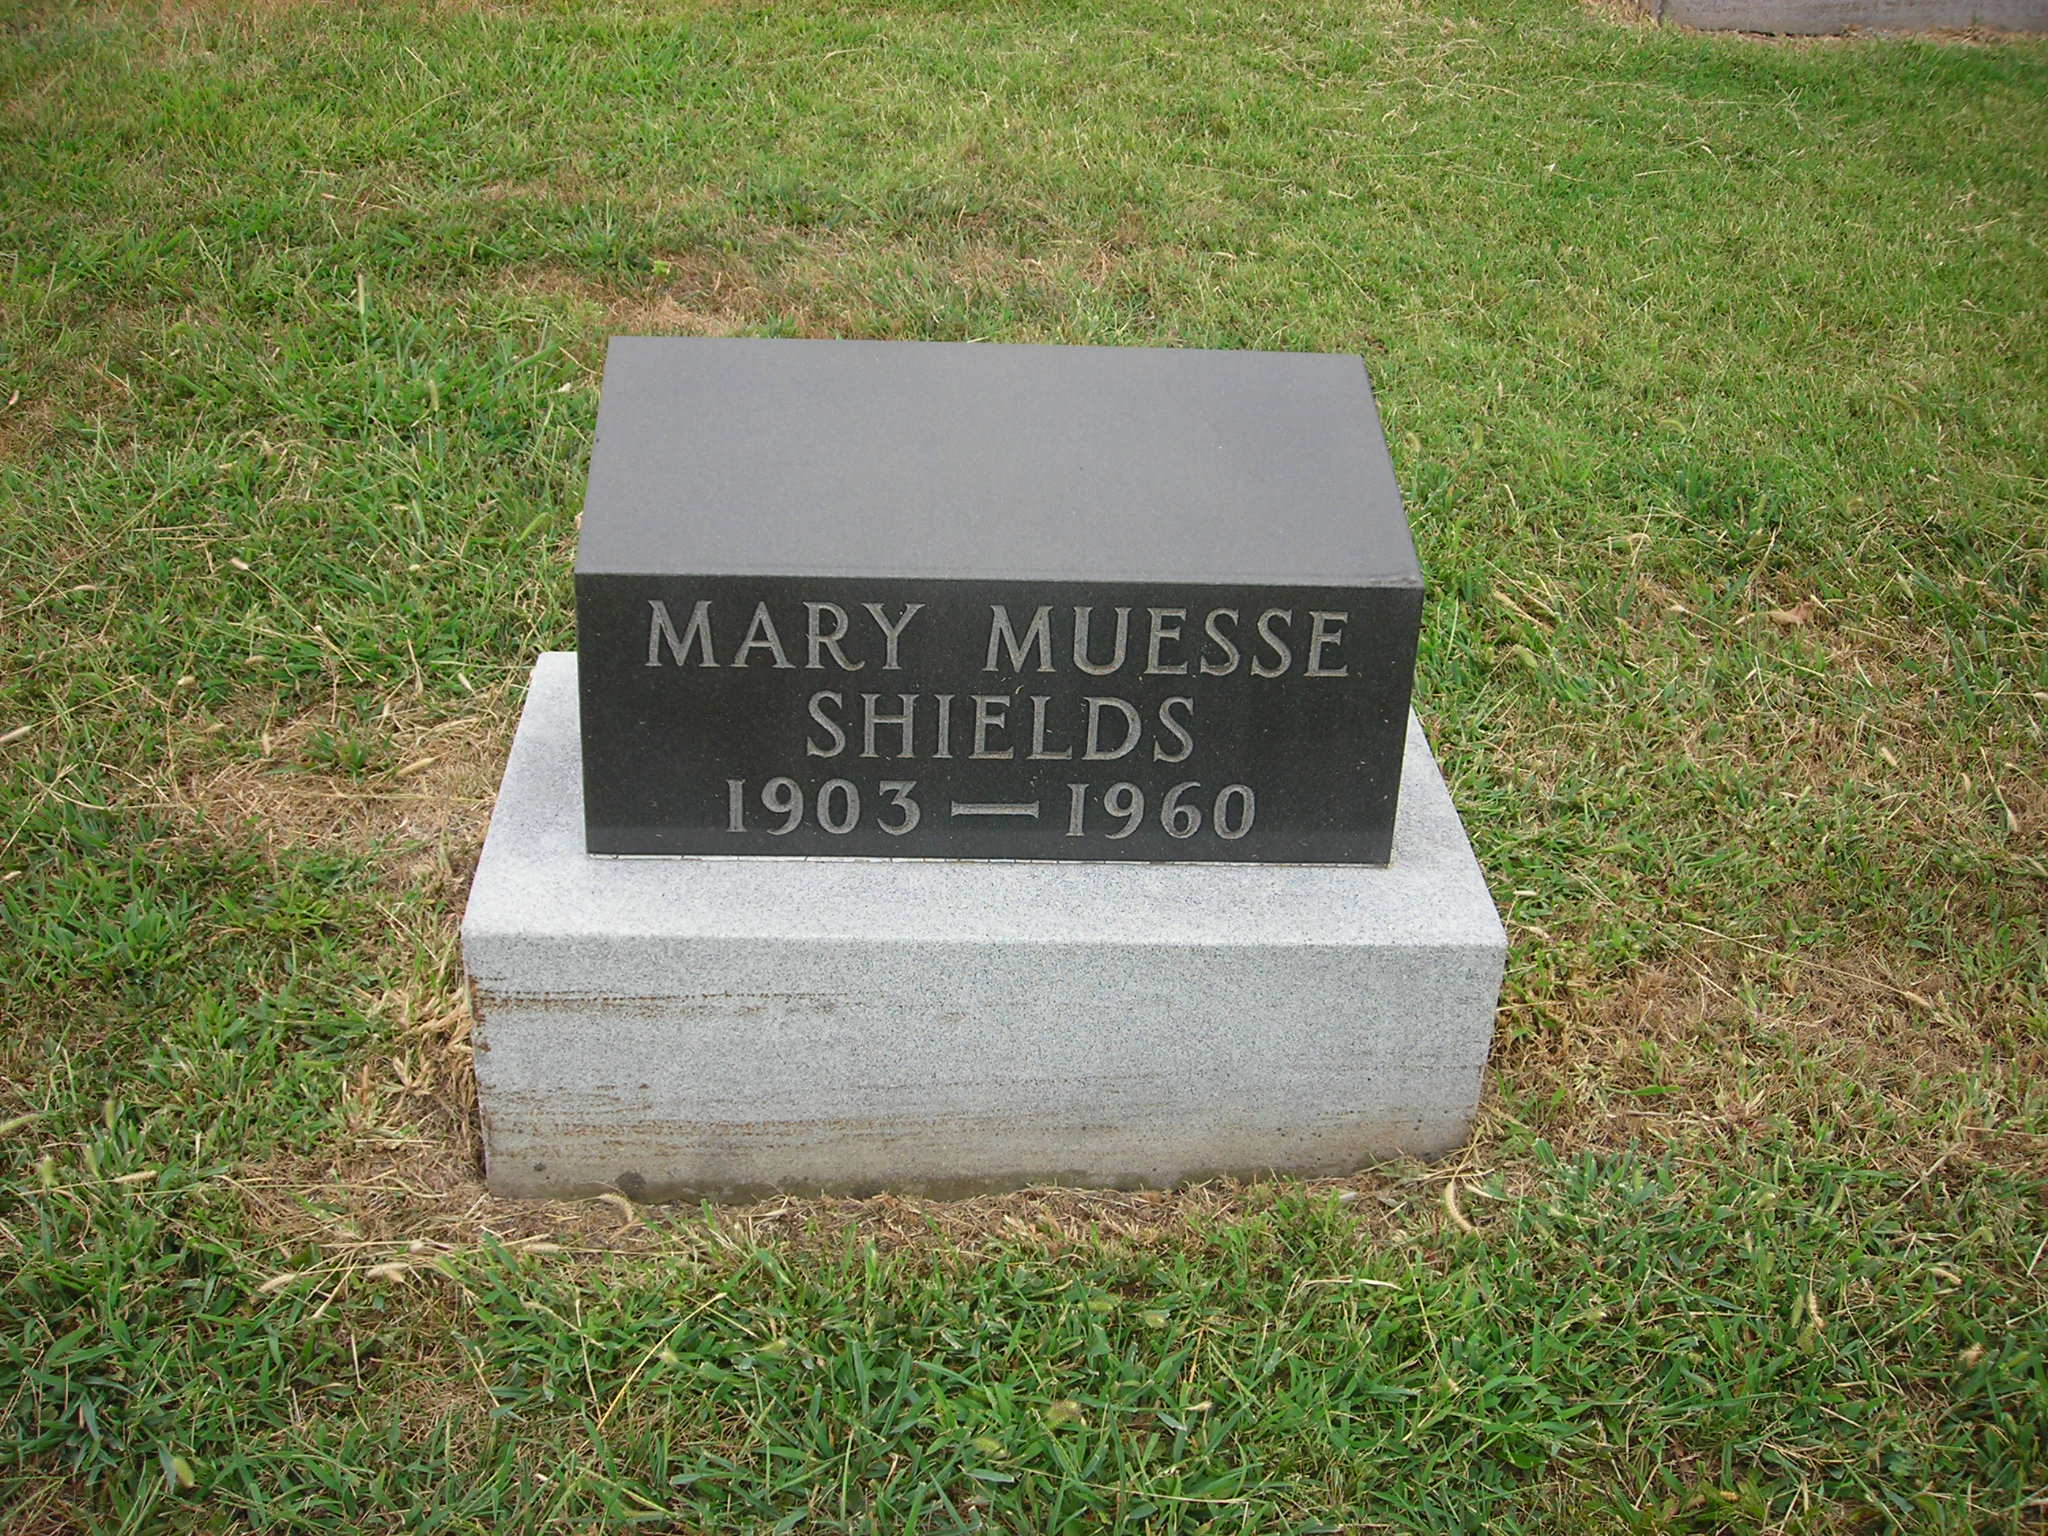 MARY MUESSE
SHIELDS
1903 — 1960